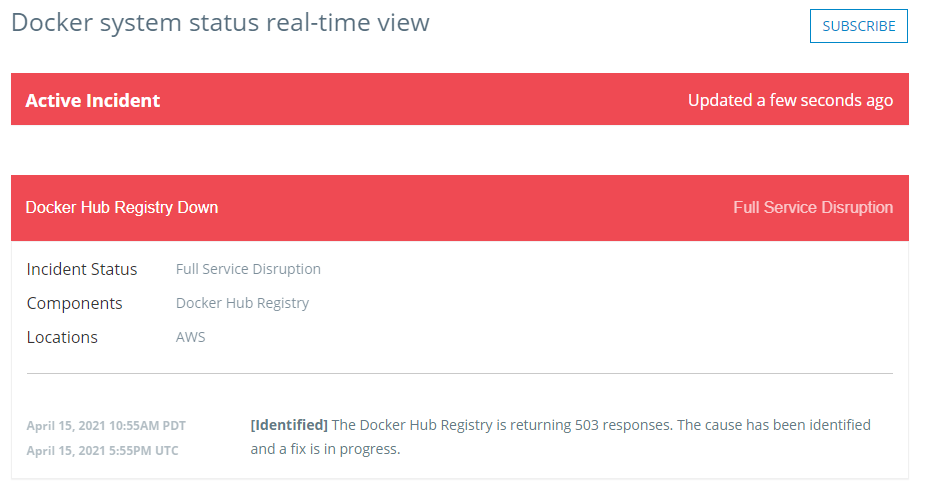 Docker system status real-time view
SUBSCRIBE
Active Incident
Updated a few seconds ago
Docker Hub Registry Down
Full Service Disruption
Incident Status
Full Service Disruption
Components
Docker Hub Registry
Locations
AWS
April 15, 2021 10:55AM PDT
April 15, 2021 5:55PM UTC
[Identified] The Docker Hub Registry is returning 503 responses. The cause has been identified
and a fix is in progress.